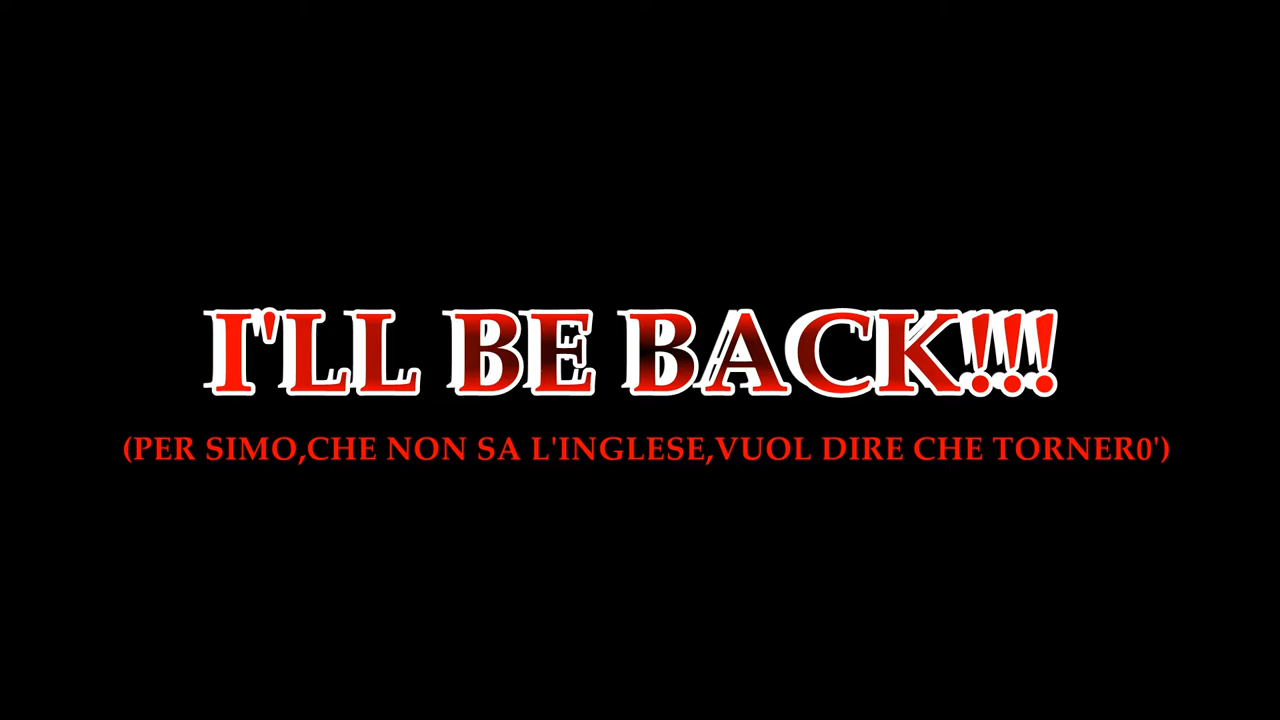 I'LL BE BACK!!!
(PER SIMO,CHE NON SA L'INGLESE,VUOL DIRE CHE TORNER0')